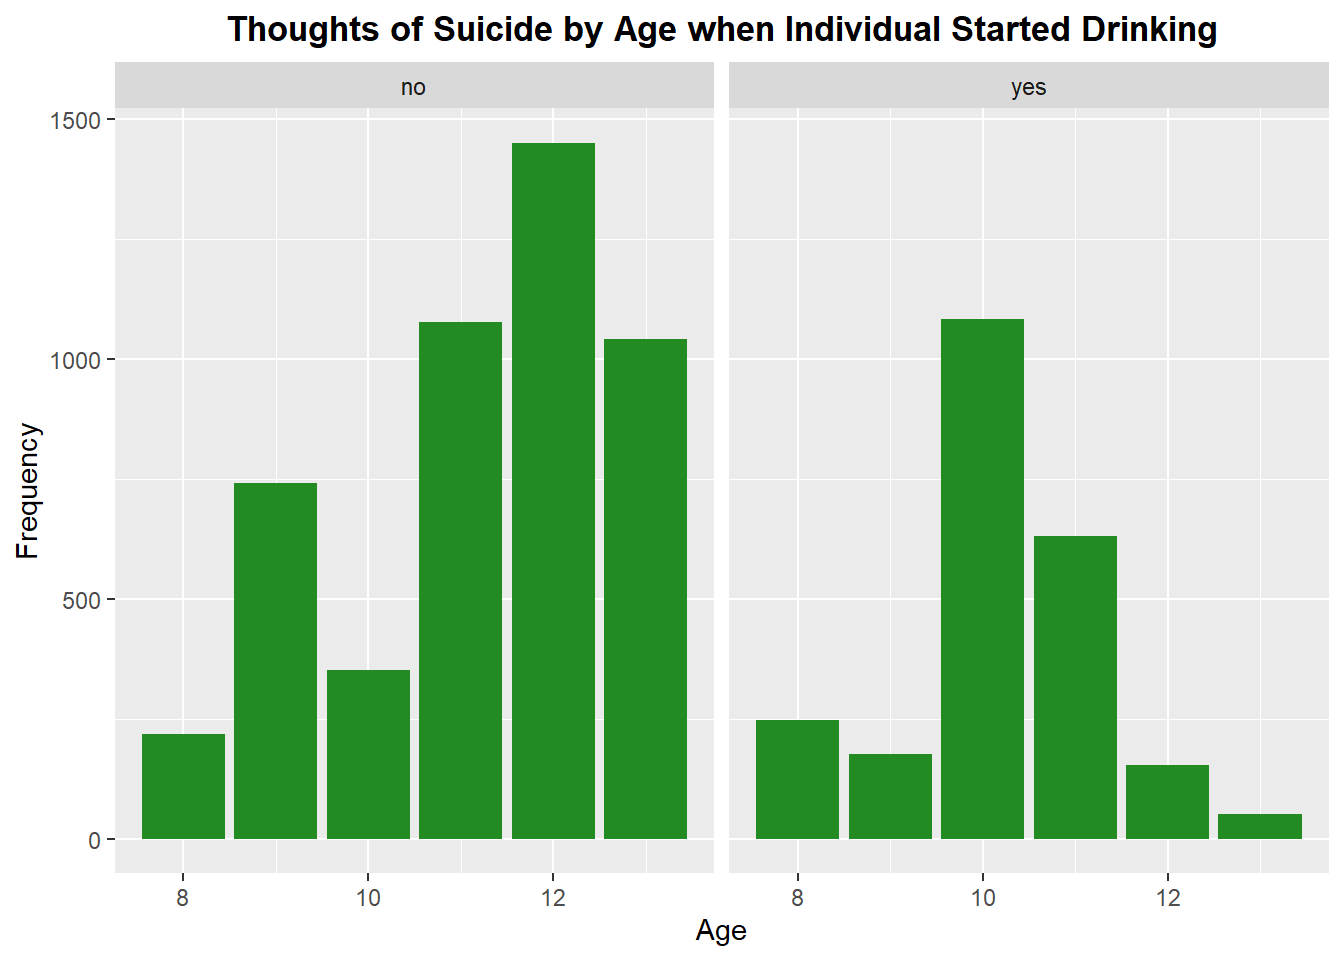 Thoughts of Suicide by Age when Individual Started Drinking
no
yes
1500
1000
500
0
Frequency
8
10
12
8
10
12
Age